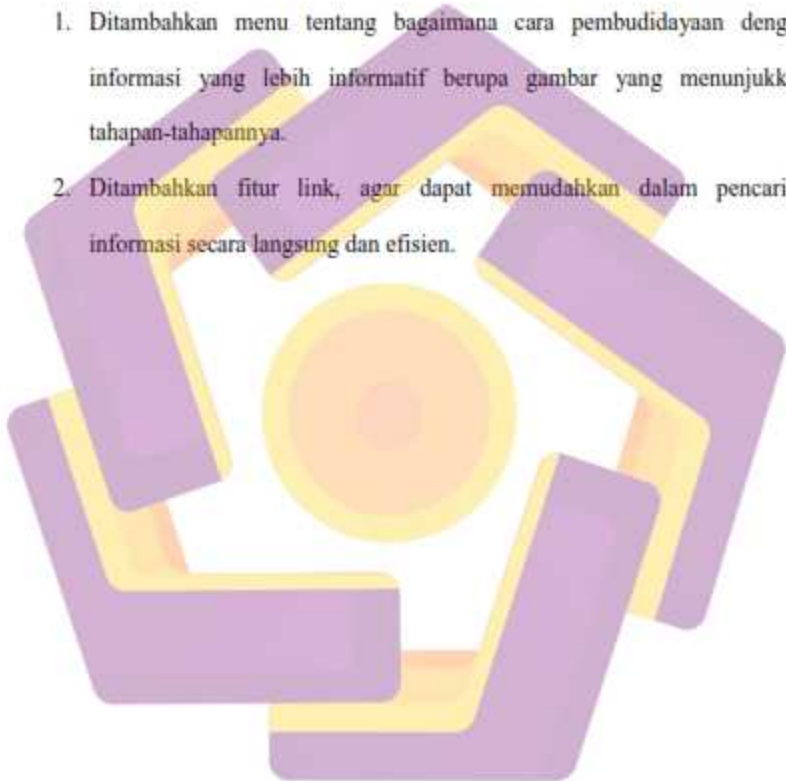 1. Ditambahkan menu tentang bagaimana cara pembudidayaan deng
informasi yang lebih informatif berupa gambar yang menunjukk
tahapan-tahapannya.
2. Ditambahkan fitur link, agar dapat memudahkan dalam pencari
informasi secara langsung dan efisien.